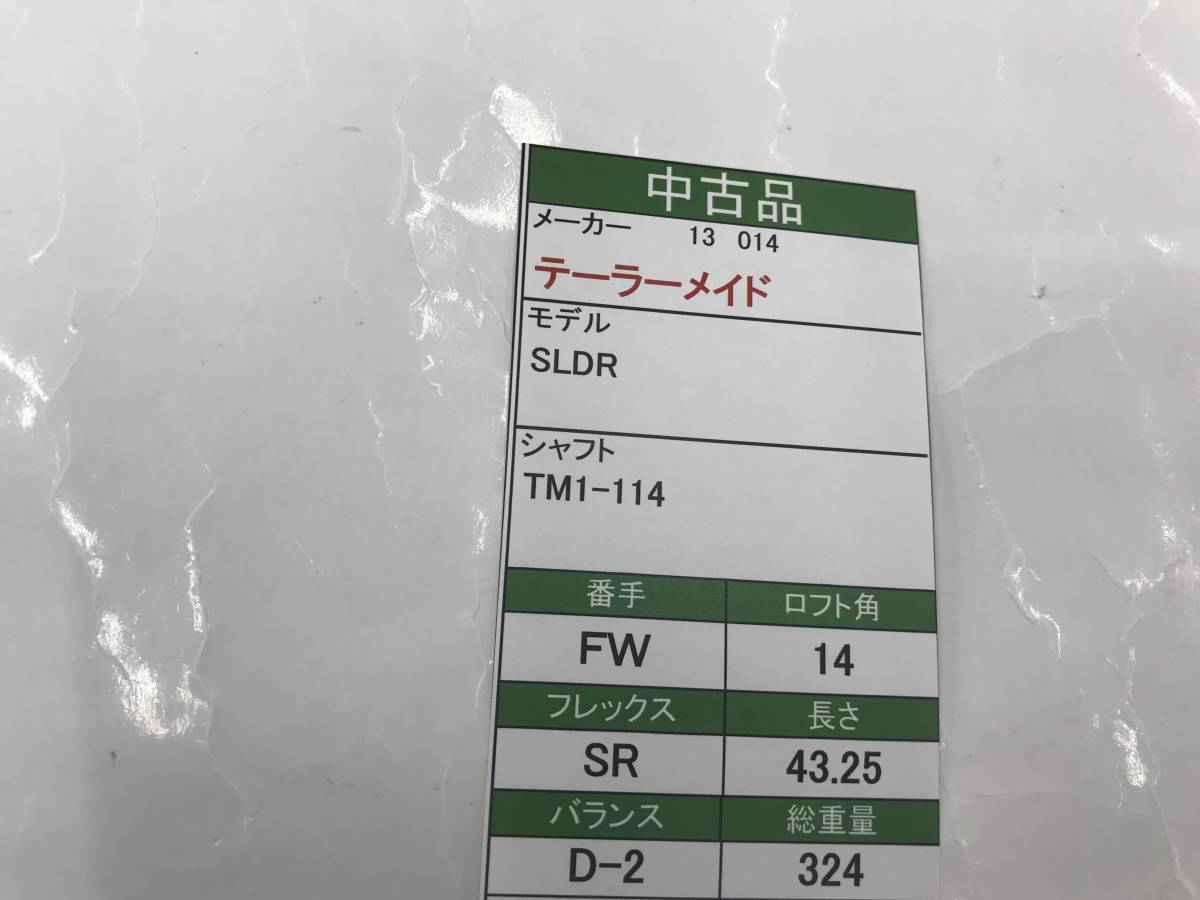 中古品
メーカー 13 014
テーラーメイド
モデル
SLDR
シャフト
TM1-114
番手 ロフト角
FW 14
フレックス 長さ
SR 43.25
バランス 総重量
D-2 324